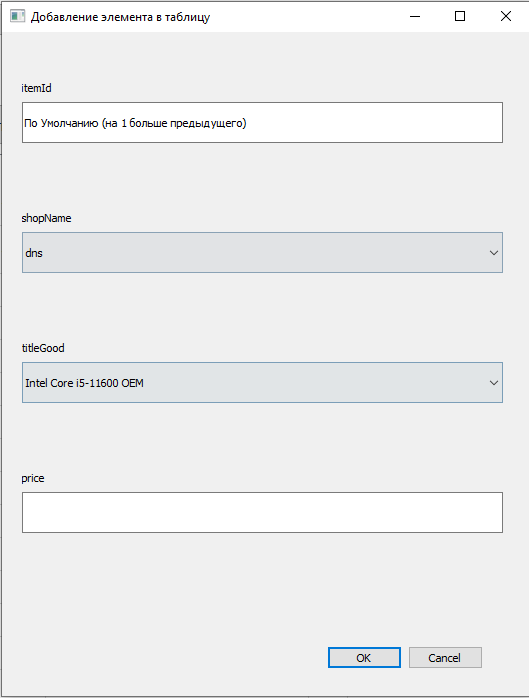 Добавление элемента в таблицу
itemId
По Умолчанию (на 1 больше предыдущего)
shopName
dns
titleGood
Intel Core i5-11600 OEM
price
OK Cancel